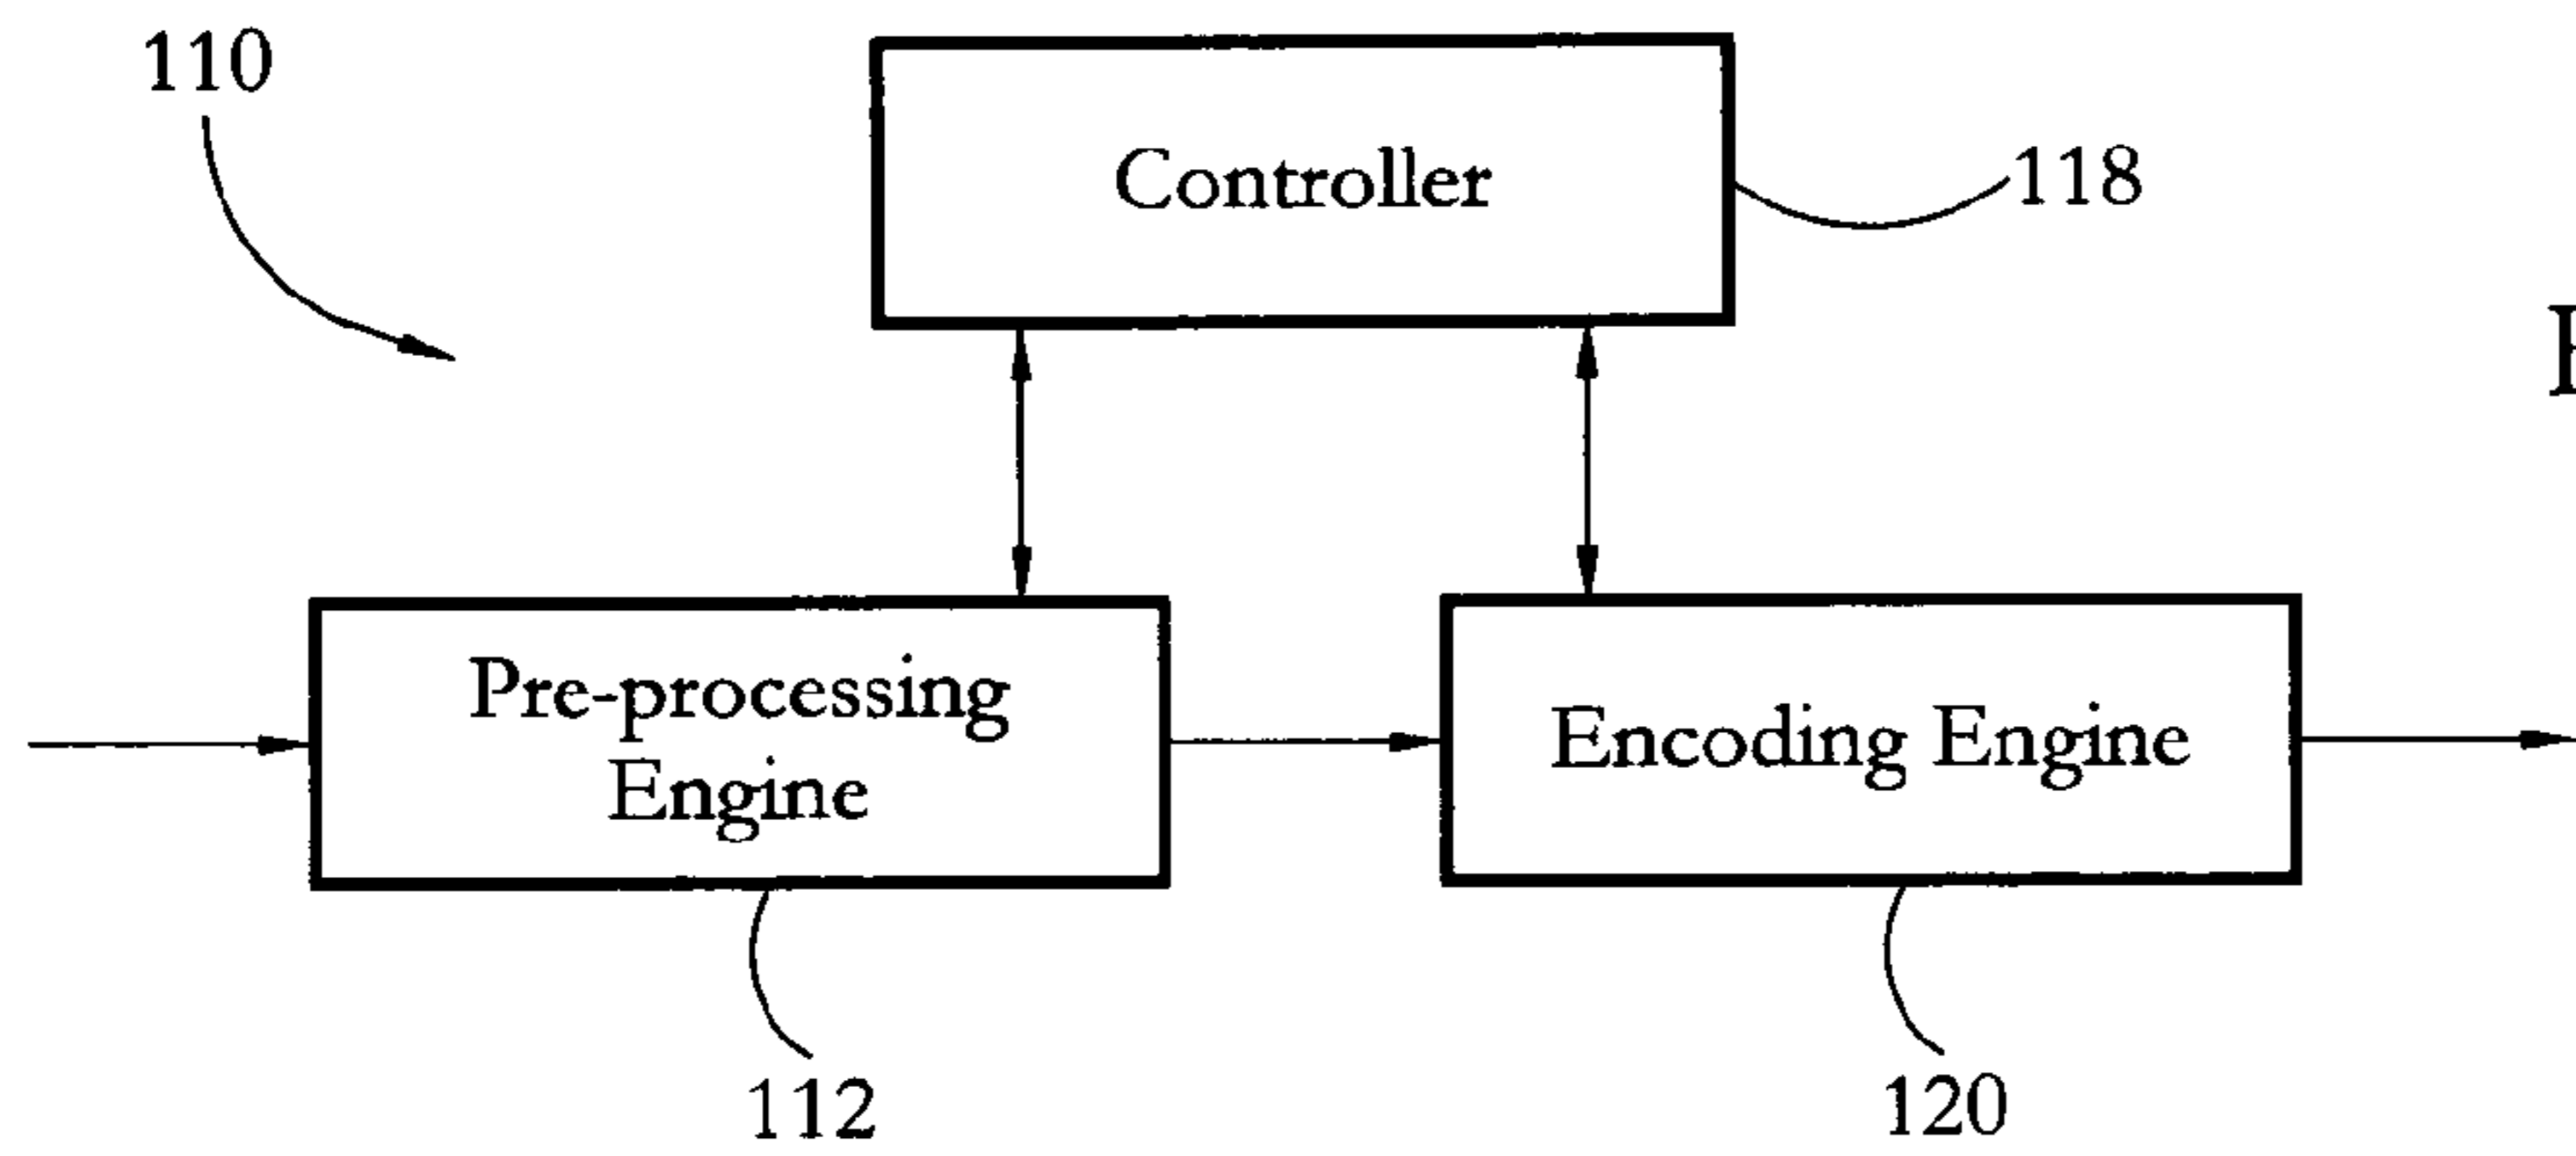 110
Controller
118
Pre-processing
Engine
Encoding Engine
112
120